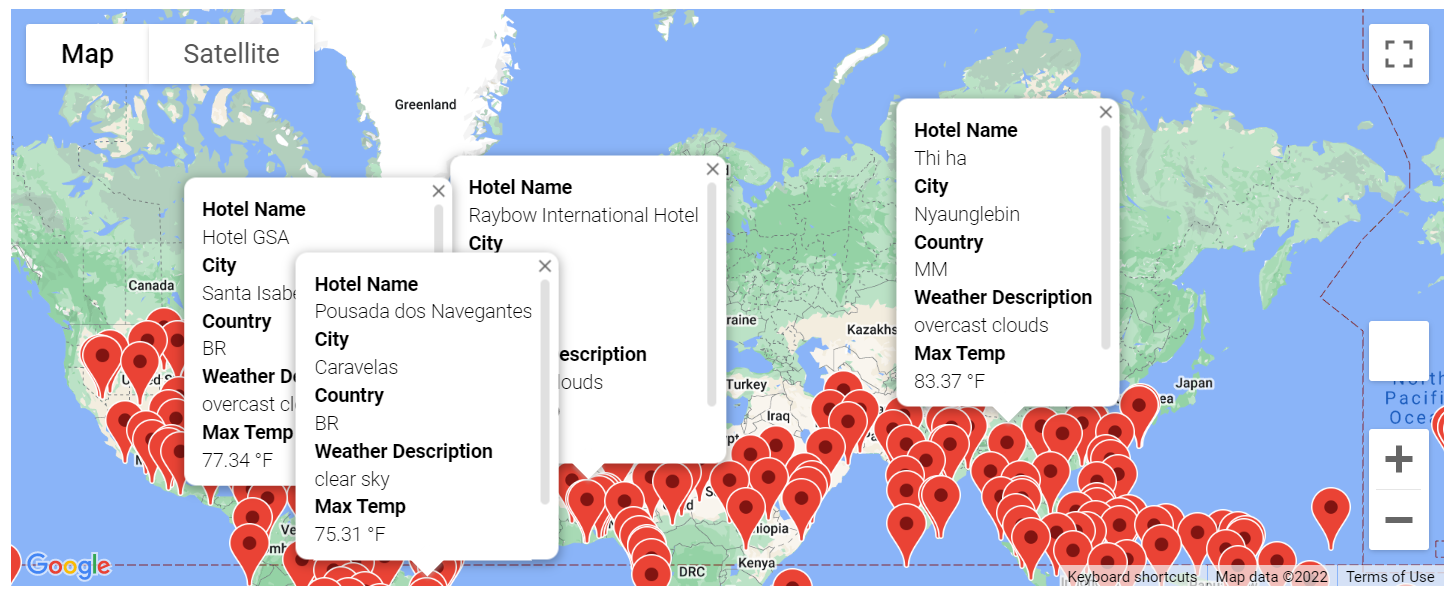 Map
Satellite
Greenland
Canada
Hotel Name
Hotel GSA
City
Santa Isabe
Country
BR
Weather De
overcast cl
Max Temp
77.34 °F
Hotel Name
Raybow International Hotel
City
escription
louds
Hotel Name
Pousada dos Navegantes
City
Caravelas
Country
BR
Weather Description
clear sky
Max Temp
75.31 °F
Hotel Name
Thi ha
City
Nyaunglebin
Country
MM
Weather Description
overcast clouds
Max Temp
83.37 °F
raine
Kazakhs
Turkey
Iraq
Japan
ea
North
Pacific
Ocea
Ve
mb
iopia
Kenya
DRC
Google
Keyboard shortcuts
Map data ©2022
Terms of Use